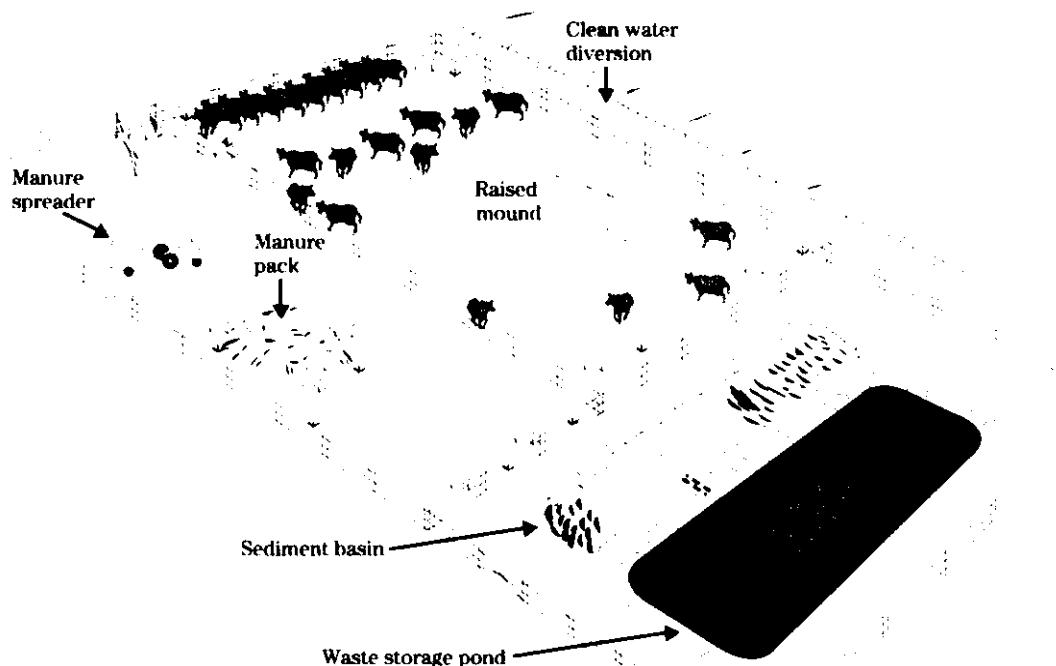 Clean water
diversion
Manure
spreader
Raised
mound
Manure
pack
Sediment basin
Waste storage pond